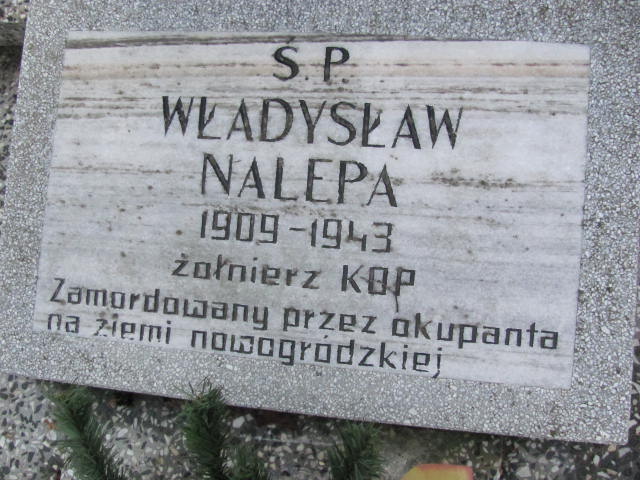 Ś P.
WŁADYSŁAW
NALEPA
1909-1943
żołnierz KOP
Zamordowany przez okupanta
na ziemi nowogródzkiej